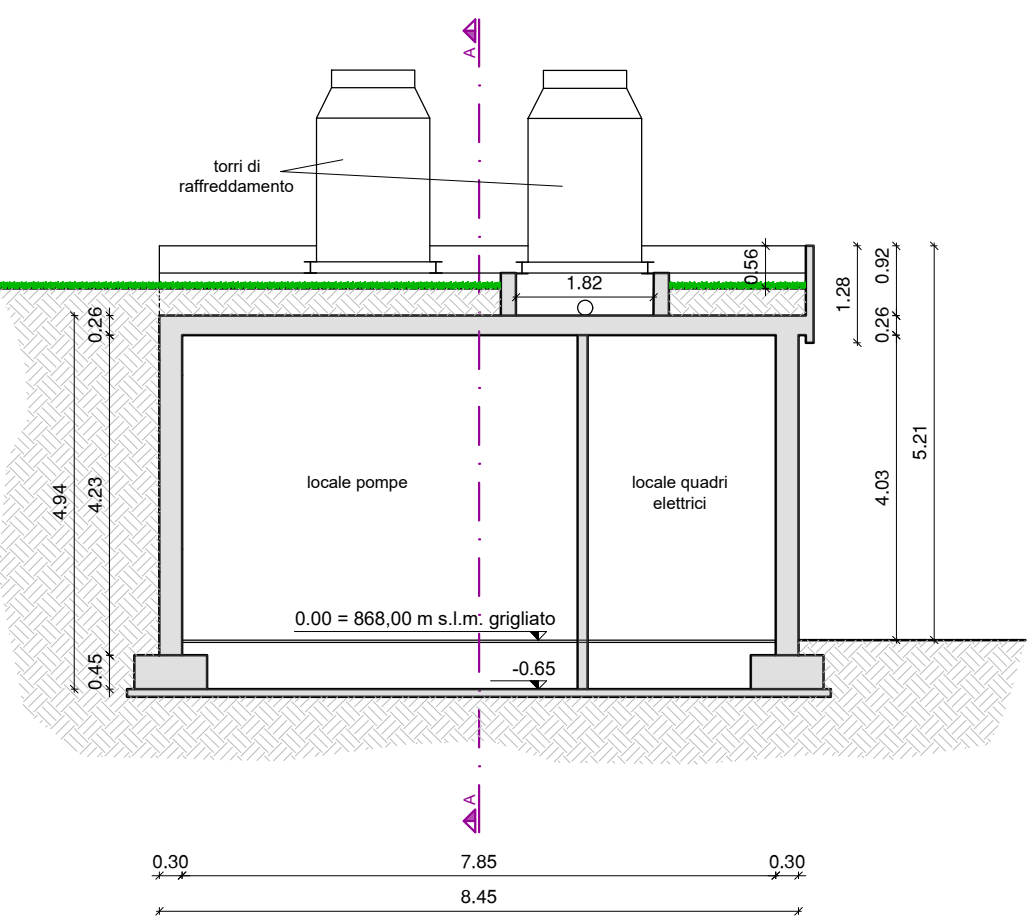 A
torri di
raffreddamento
0.56
0.92
1.82
1.28
0.26
0.26
5.21
4.94
4.23
locale pompe
locale quadri
elettrici
4.03
0.00 = 868,00 m s.l.m. grigliato
0.45
-0.65
A
0.30
7.85
0.30
8.45